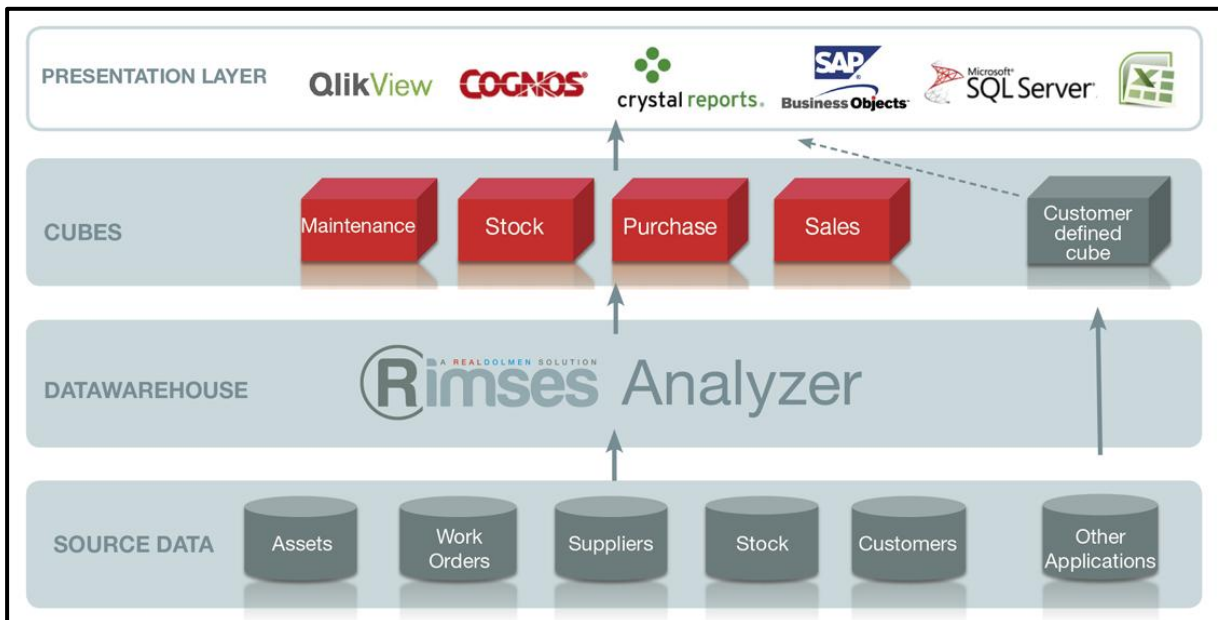 PRESENTATION LAYER
QlikView
COGNOS®
crystal reports.
SAP®
Business Objects™
Microsoft®
SQL Server
X
CUBES
Maintenance
Stock
Purchase
Sales
Customer
defined
cube
DATAWAREHOUSE
A REALDOLMEN SOLUTION
Rimses Analyzer
SOURCE DATA
Assets
Work
Orders
Suppliers
Stock
Customers
Other
Applications